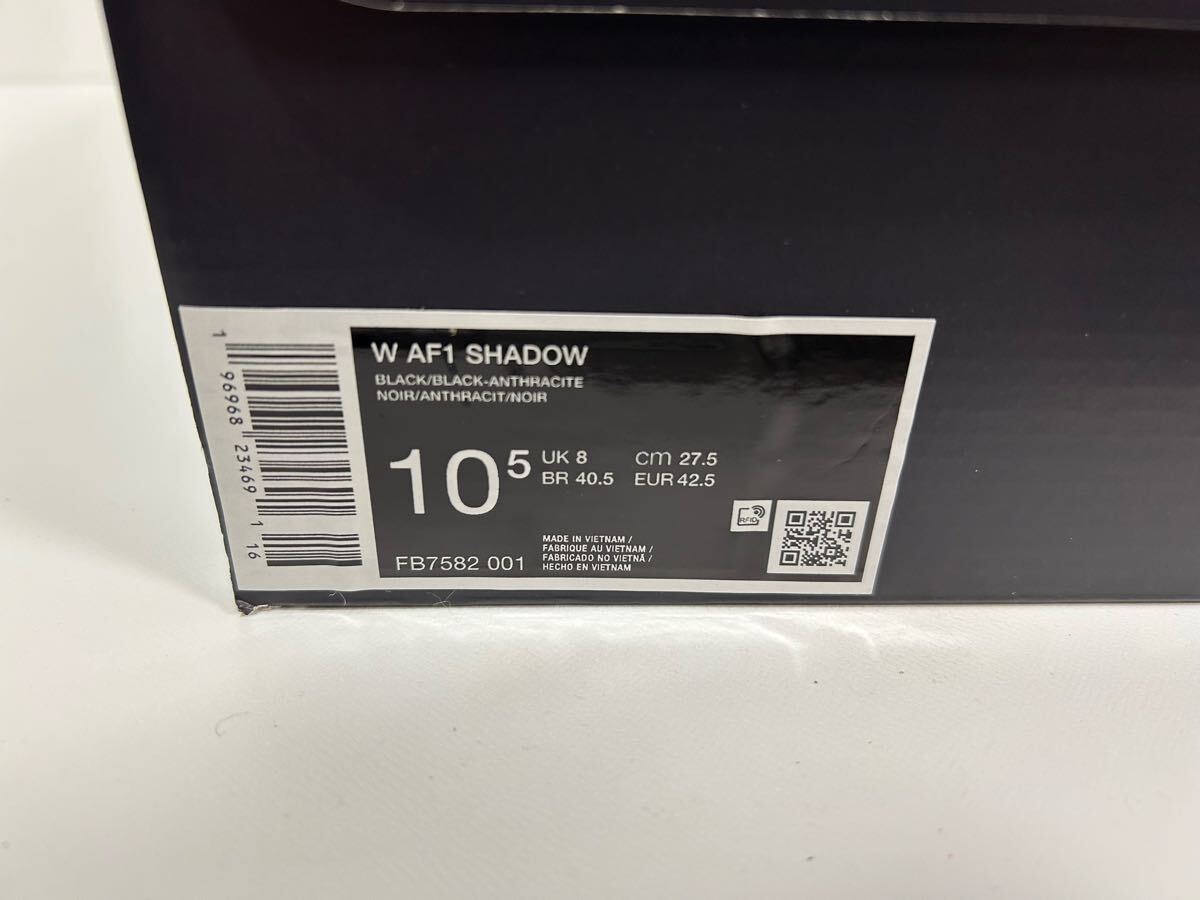 W AF1 SHADOW
BLACK/BLACK-ANTHRACITE
NOIR/ANTHRACIT/NOIR
10 5
UK 8 cm 27.5
BR 40.5 EUR 42.5
RFID
FB7582 001
MADE IN VIETNAM /
FABRIQUE AU VIETNAM /
FABRICADO NO VIETNÃ /
HECHO EN VIETNAM
1 96968 23469 1 16